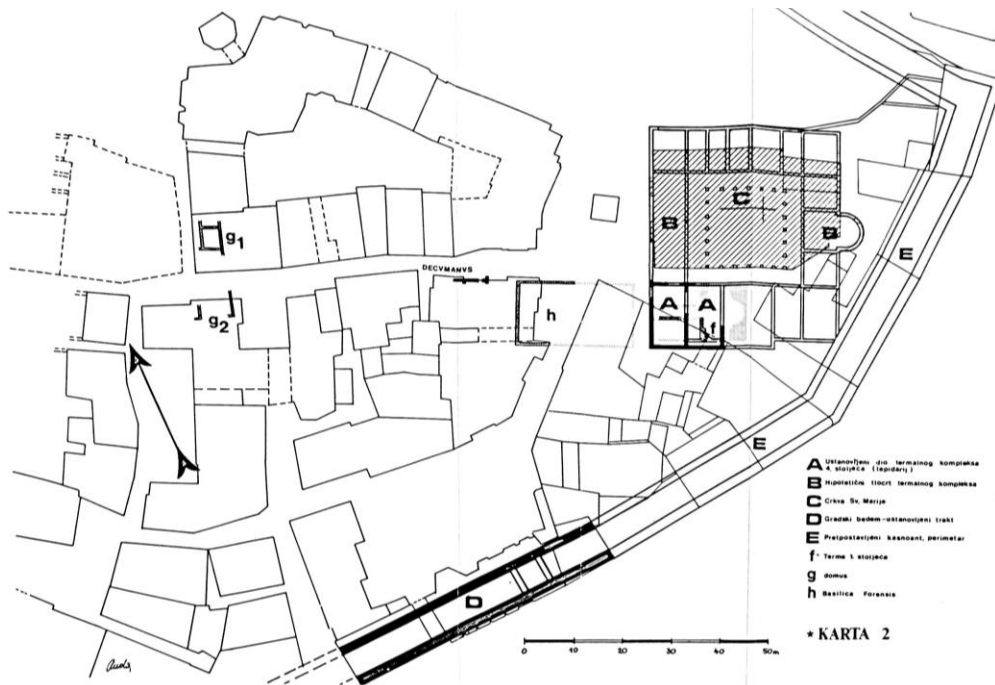 g1
C
B
B
E
DECVMANVS
g2
h
A
A
f
E
D
A Ustanovljeni dio termalnog kompleksa
4. stoljeća (tepidarij)
B Hipotetični tlocrt termalnog kompleksa
C Crkva Sv. Marije
D Gradski bedem-ustanovljeni trakt
E Pretpostavljeni kasnoant. perimetar
f - Terme 1. stoljeća
g domus
h Basilica Forensis
* KARTA 2
0 10 20 30 40 50m